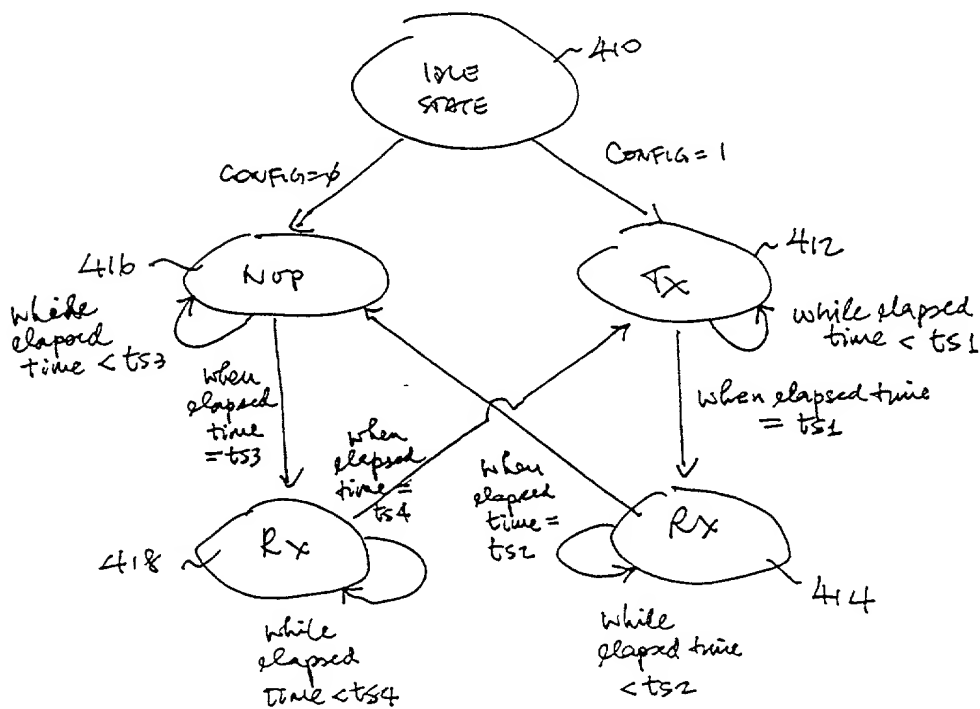 IDLE
STATE
~410
CONFIG=ϕ
CONFIG=1
416~
NOP
Tx
~412
while
elapsed
time < ts3
while elapsed
time < ts1
when
elapsed
time
=ts3
when
elapsed
time=
ts4
when
elapsed
time=
ts2
when elapsed time
= ts1
418~
Rx
Rx
414
while
elapsed
Time < ts4
while
elapsed time
< ts2